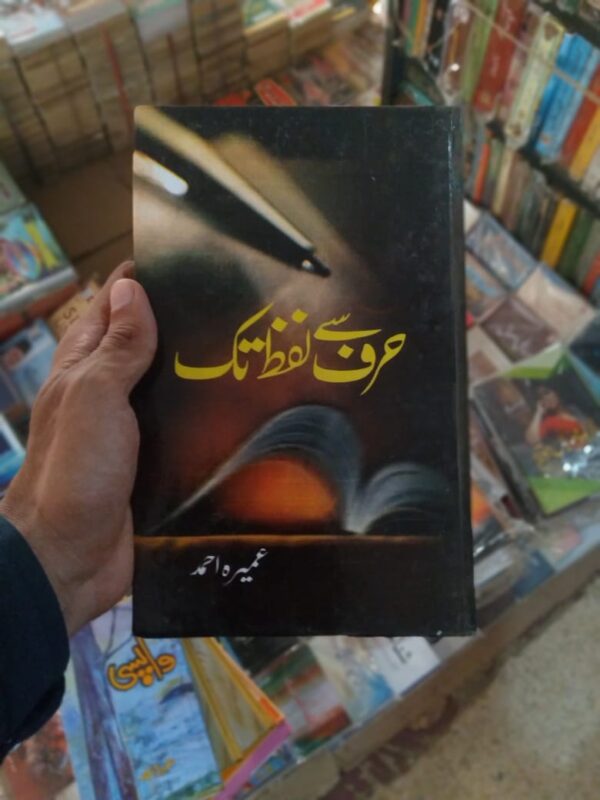 حرف سے لفظ تک
عمیرہ احمد
واپسی